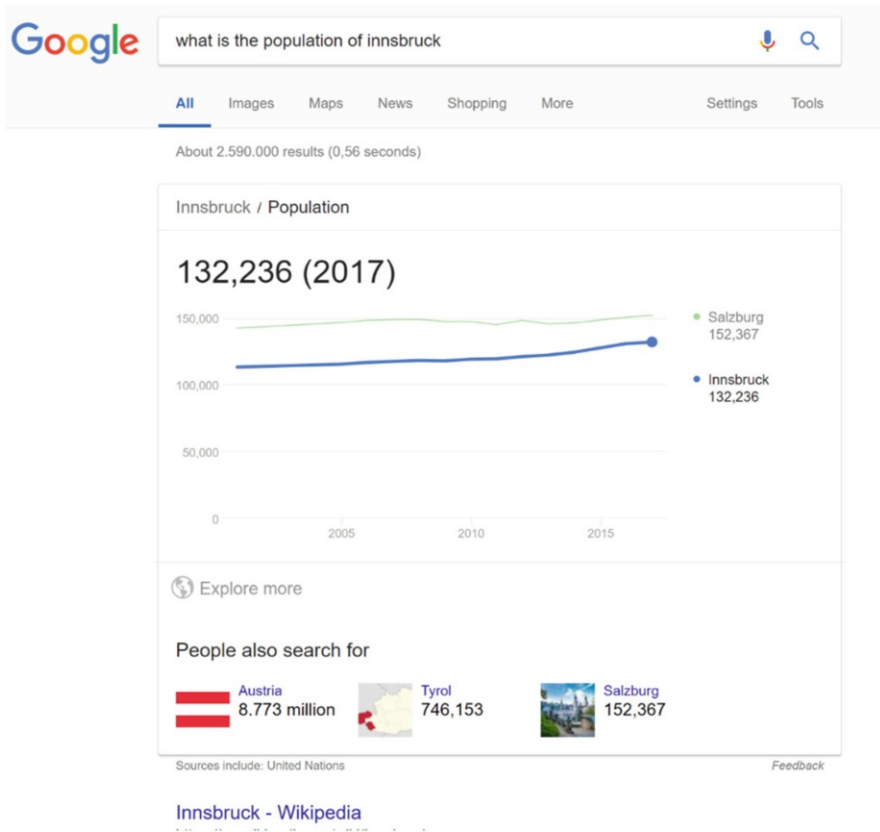 Google
what is the population of innsbruck
All Images Maps News Shopping More Settings Tools
About 2.590.000 results (0,56 seconds)
Innsbruck / Population
132,236 (2017)
150,000
100,000
50,000
0
2005 2010 2015
Salzburg
152,367
Innsbruck
132,236
Explore more
People also search for
Austria
8.773 million
Tyrol
746,153
Salzburg
152,367
Sources include: United Nations
Feedback
Innsbruck - Wikipedia